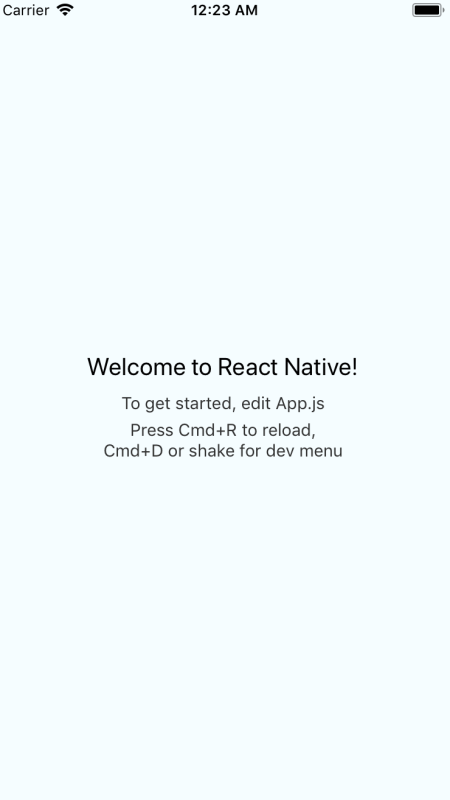 Carrier 12:23 AM
Welcome to React Native!
To get started, edit App.js
Press Cmd+R to reload,
Cmd+D or shake for dev menu